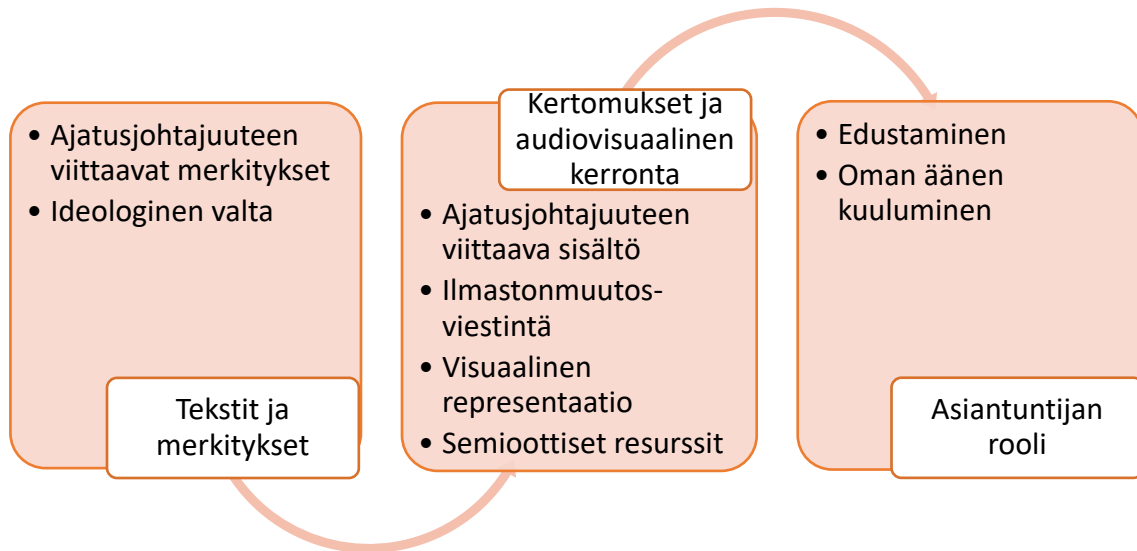 • Ajatusjohtajuuteen
viittaavat merkitykset
• Ideologinen valta
Tekstit ja
merkitykset
Kertomukset ja
audiovisuaalinen
kerronta
• Ajatusjohtajuuteen
viittaava sisältö
• Ilmastonmuutos-
viestintä
• Visuaalinen
representaatio
• Semioottiset resurssit
• Edustaminen
• Oman äänen
kuuluminen
Asiantuntijan
rooli